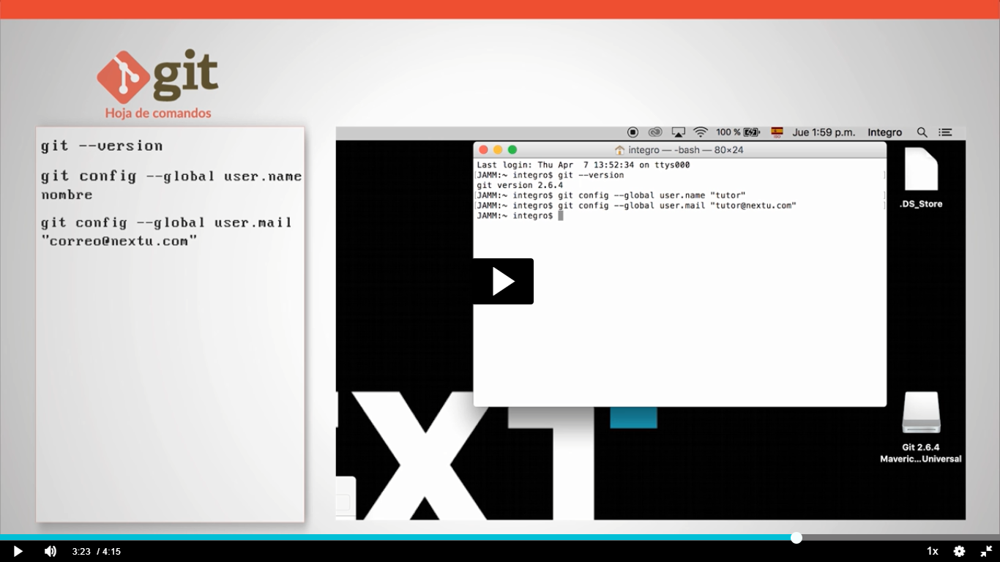 git
Hoja de comandos
git --version
git config --global user.name
nombre
git config --global user.mail
"correo@nextu.com"
100 %
Jue 1:59 p.m.
Integro
integro — -bash — 80×24
Last login: Thu Apr  7 13:52:34 on ttys000
[JAMM:~ integro$ git --version ]
git version 2.6.4
[JAMM:~ integro$ git config --global user.name "tutor" ]
[JAMM:~ integro$ git config --global user.mail "tutor@nextu.com" ]
JAMM:~ integro$
.DS_Store
XT
Git 2.6.4
Maveric...Universal
3:23 / 4:15
1x